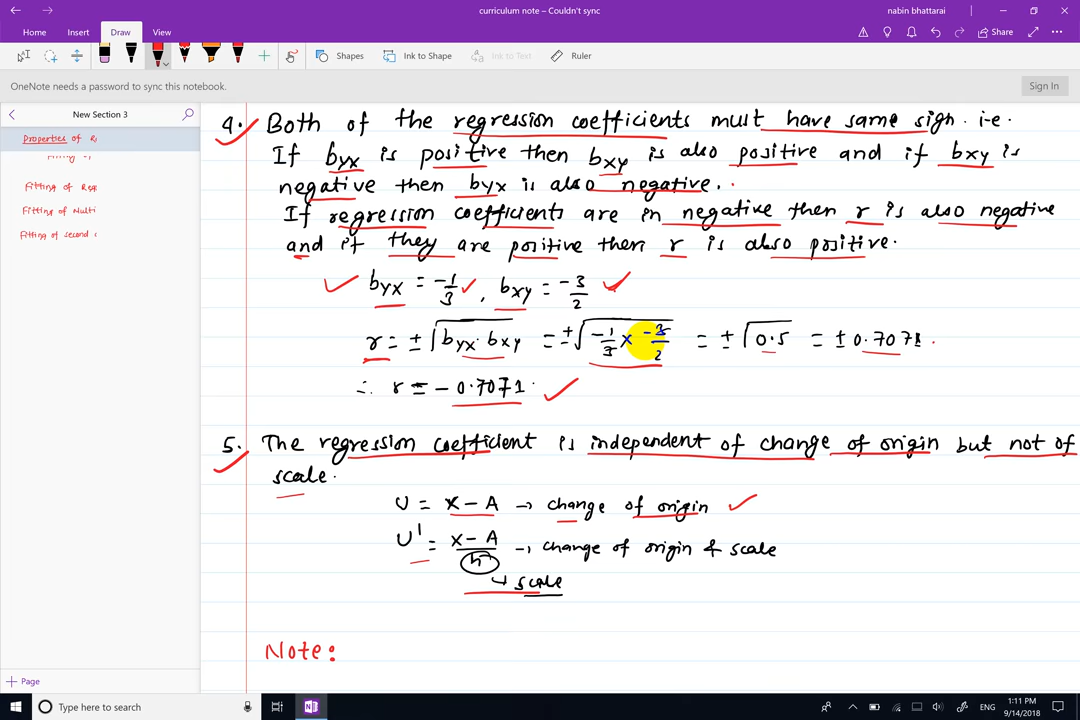 curriculum note – Couldn't sync
nabin bhattarai
Home
Insert
Draw
View
Share
Shapes
Ink to Shape
Ink to Text
Ruler
OneNote needs a password to sync this notebook.
Sign In
New Section 3
Properties of R
Fitting of Reg
Fitting of Multi
Fitting of second
Page
4. Both of the regression coefficients must have same sign. i.e.
If byx is positive then bxy is also positive and if bxy is
negative then byx is also negative.
If regression coefficients are in negative then r is also negative
and if they are positive then r is also positive.
byx = -1/3, bxy = -3/2
r = ± √byx. bxy = ± √-1/3 x -3/2 = ± √0.5 = ± 0.7071.
∴ r = - 0.7071.
5. The regression coefficient is independent of change of origin but not of
scale.
U = X - A → change of origin
U' = X - A / h → change of origin & scale
↳ scale
Note:
Type here to search
ENG
1:11 PM
9/14/2018